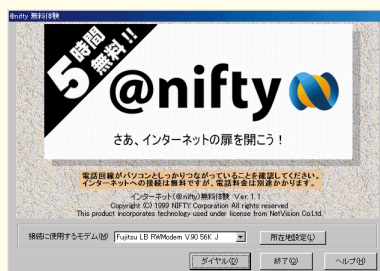 @nifty 無料体験
5時間
無料!!
@nifty
さあ、インターネットの扉を開こう！
電話回線がパソコンとしっかりつながっていることを確認してください。
インターネットへの接続は無料ですが、電話料金は別途かかります。
インターネット(@nifty)無料体験 Ver. 1.1
Copyright (C) 1999 NIFTY Corporation All rights reserved
This product incorporates technology used under license from NetVision Co.Ltd.
接続に使用するモデム(M) Fujitsu LB RWModem V.90 56K J 所在地設定(L)
ダイヤル(D) 終了(Q) ヘルプ(H)